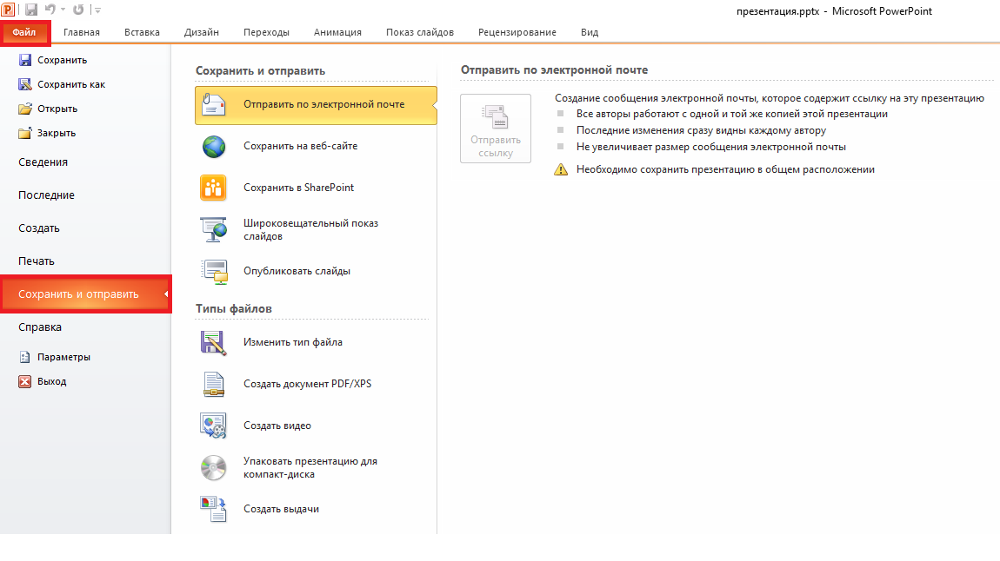 презентация.pptx - Microsoft PowerPoint
Файл Главная Вставка Дизайн Переходы Анимация Показ слайдов Рецензирование Вид
Сохранить
Сохранить как
Открыть
Закрыть
Сведения
Последние
Создать
Печать
Сохранить и отправить
Справка
Параметры
Выход
Сохранить и отправить
Отправить по электронной почте
Сохранить на веб-сайте
Сохранить в SharePoint
Широковещательный показ
слайдов
Опубликовать слайды
Типы файлов
Изменить тип файла
Создать документ PDF/XPS
Создать видео
Упаковать презентацию для
компакт-диска
Создать выдачи
Отправить по электронной почте
Отправить
ссылку
Создание сообщения электронной почты, которое содержит ссылку на эту презентацию
Все авторы работают с одной и той же копией этой презентации
Последние изменения сразу видны каждому автору
Не увеличивает размер сообщения электронной почты
Необходимо сохранить презентацию в общем расположении